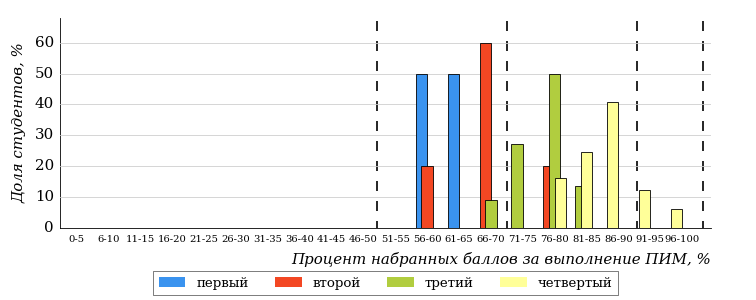 Доля студентов, %
60
50
40
30
20
10
0
0-5 6-10 11-15 16-20 21-25 26-30 31-35 36-40 41-45 46-50 51-55 56-60 61-65 66-70 71-75 76-80 81-85 86-90 91-95 96-100
Процент набранных баллов за выполнение ПИМ, %
первый второй третий четвертый